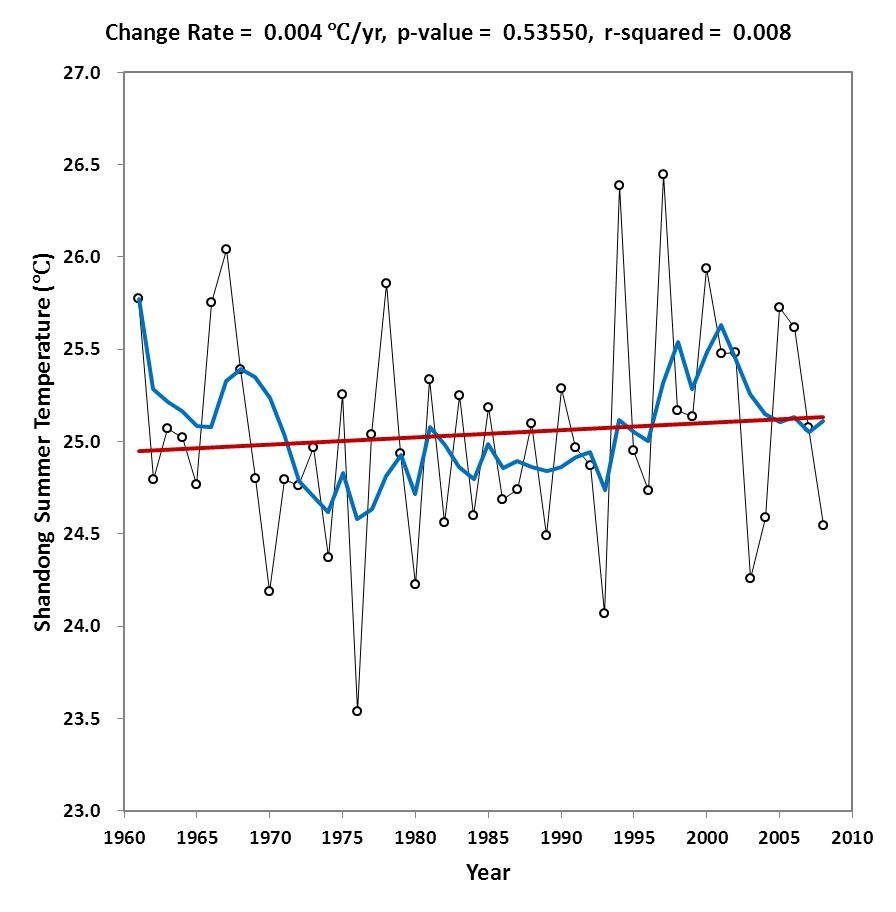 Change Rate = 0.004 ℃/yr, p-value = 0.53550, r-squared = 0.008
27.0
26.5
26.0
25.5
25.0
24.5
24.0
23.5
23.0
Shandong Summer Temperature (℃)
1960 1965 1970 1975 1980 1985 1990 1995 2000 2005 2010
Year